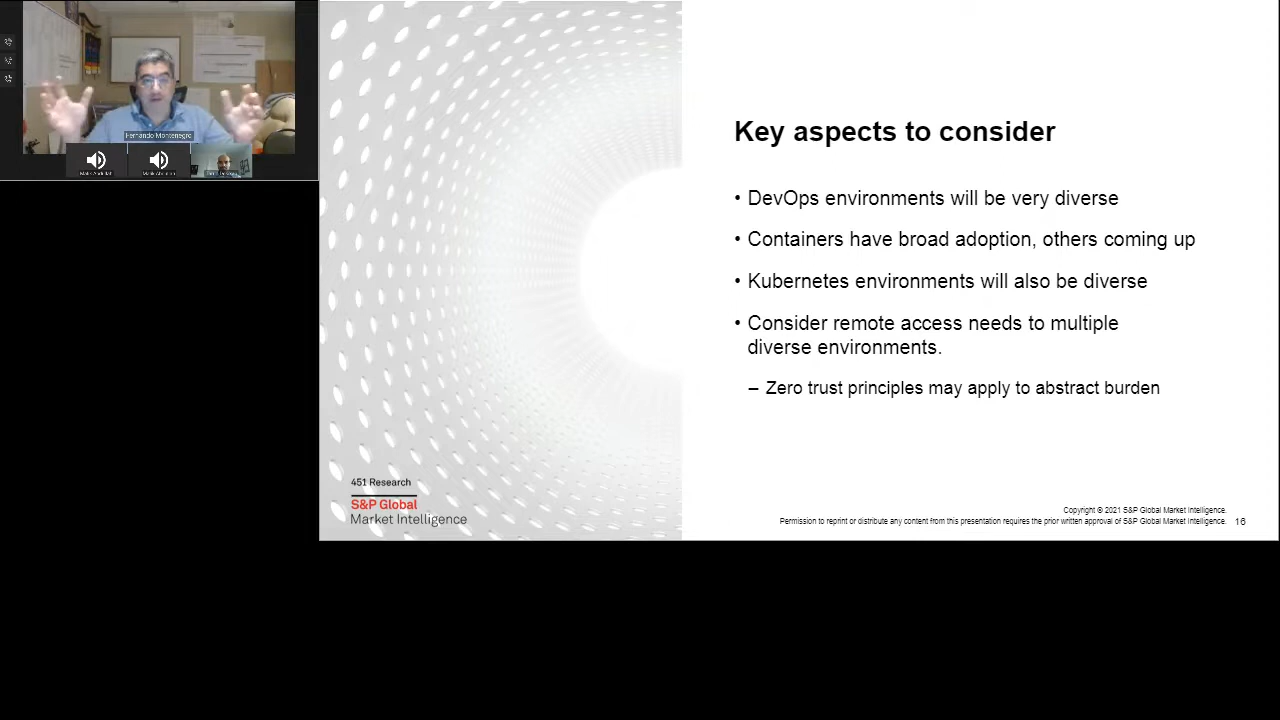 Fernando Montenegro
Key aspects to consider
• DevOps environments will be very diverse
• Containers have broad adoption, others coming up
• Kubernetes environments will also be diverse
• Consider remote access needs to multiple
diverse environments.
– Zero trust principles may apply to abstract burden
451 Research
S&P Global
Market Intelligence
Copyright © 2021 S&P Global Market Intelligence.
Permission to reprint or distribute any content from this presentation requires the prior written approval of S&P Global Market Intelligence.
16